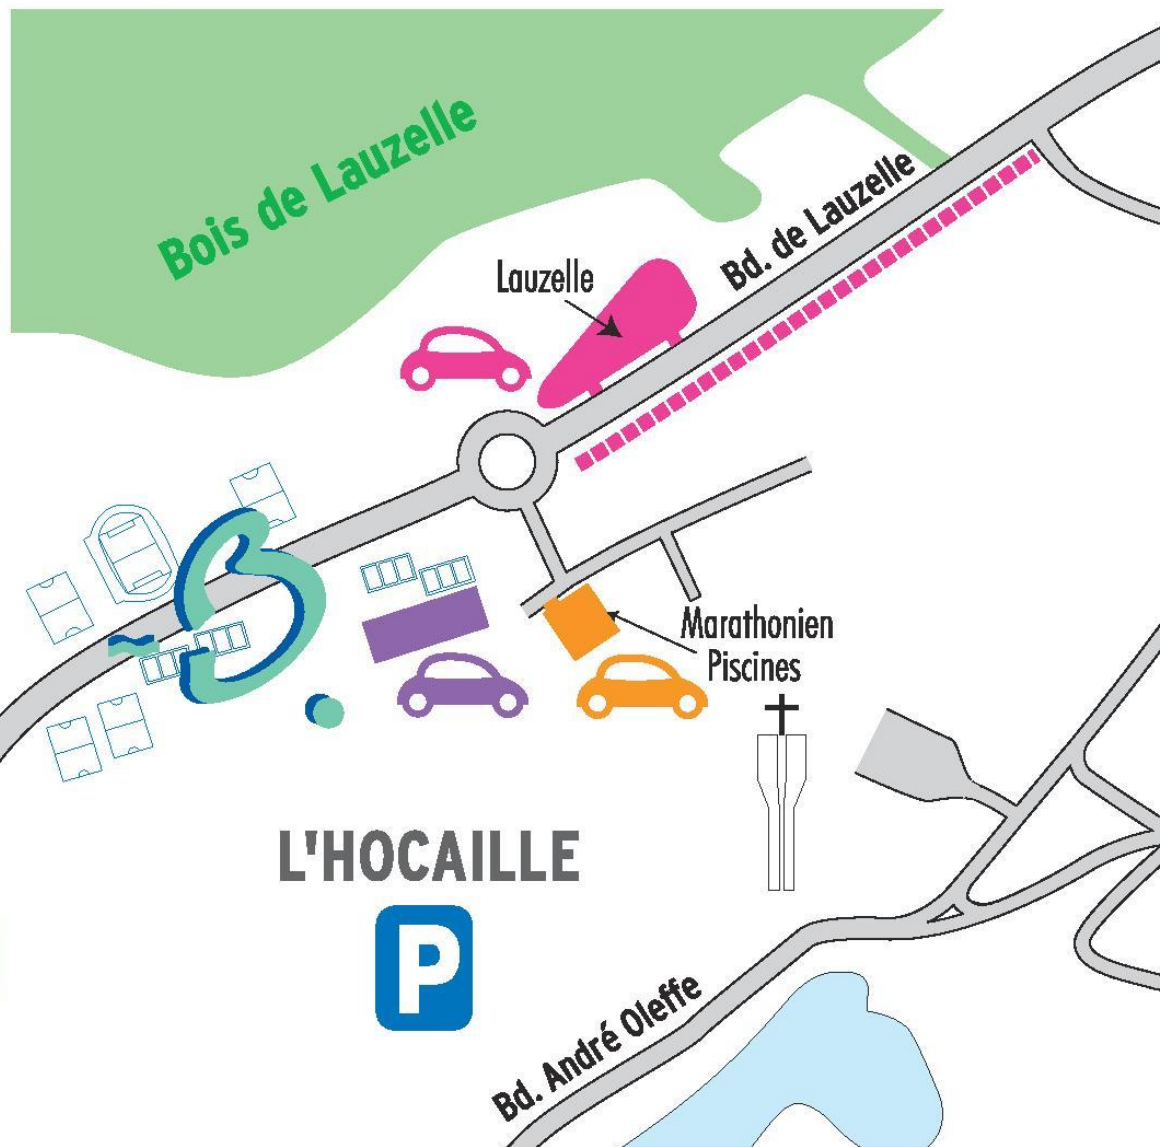 Bois de Lauzelle
Bd. de Lauzelle
Lauzelle
Marathonien
Piscines
L'HOCAILLE
P
Bd. André Oleffe